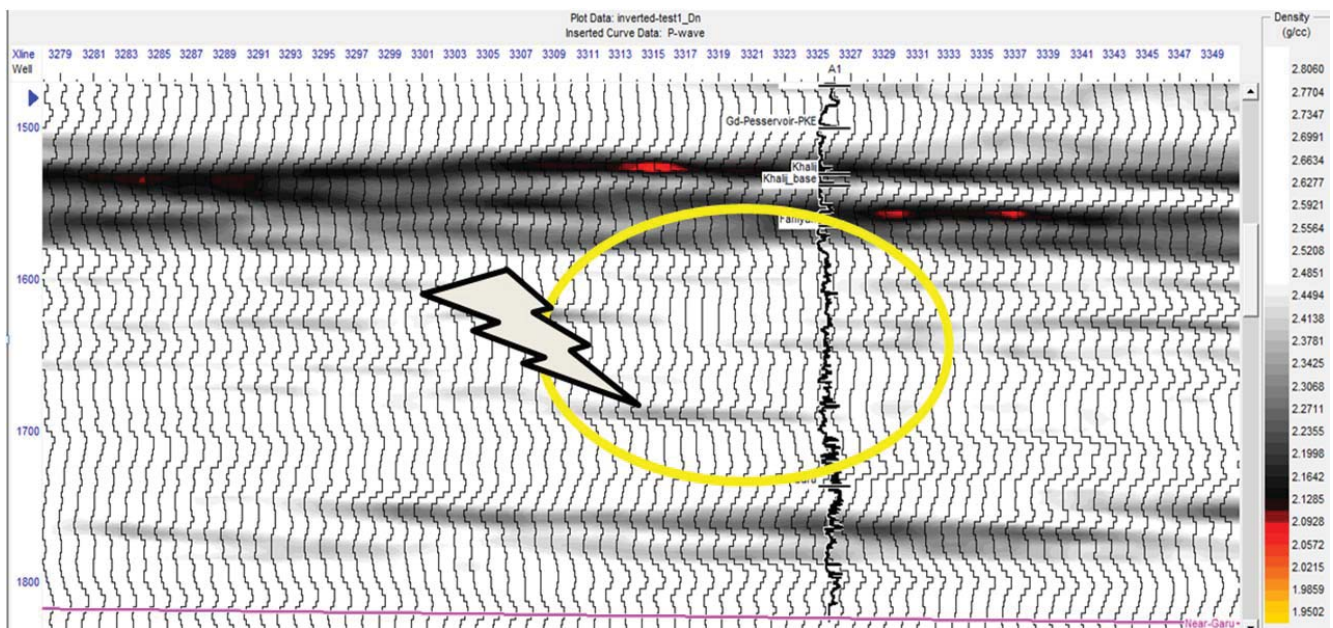 Plot Data: inverted-test1_Dn
Inserted Curve Data: P-wave
Density
(g/cc)
Xline 3279 3281 3283 3285 3287 3289 3291 3293 3295 3297 3299 3301 3303 3305 3307 3309 3311 3313 3315 3317 3319 3321 3323 3325 3327 3329 3331 3333 3335 3337 3339 3341 3343 3345 3347 3349
Well A1
2.8060
2.7704
2.7347
2.6991
2.6634
2.6277
2.5921
2.5564
2.5208
2.4851
2.4494
2.4138
2.3781
2.3425
2.3068
2.2711
2.2355
2.1998
2.1642
2.1285
2.0928
2.0572
2.0215
1.9859
1.9502
Gd-Pesservoir-PKE
1500
Khalij
Khalij_base
1600
1700
1800
Near-Garu